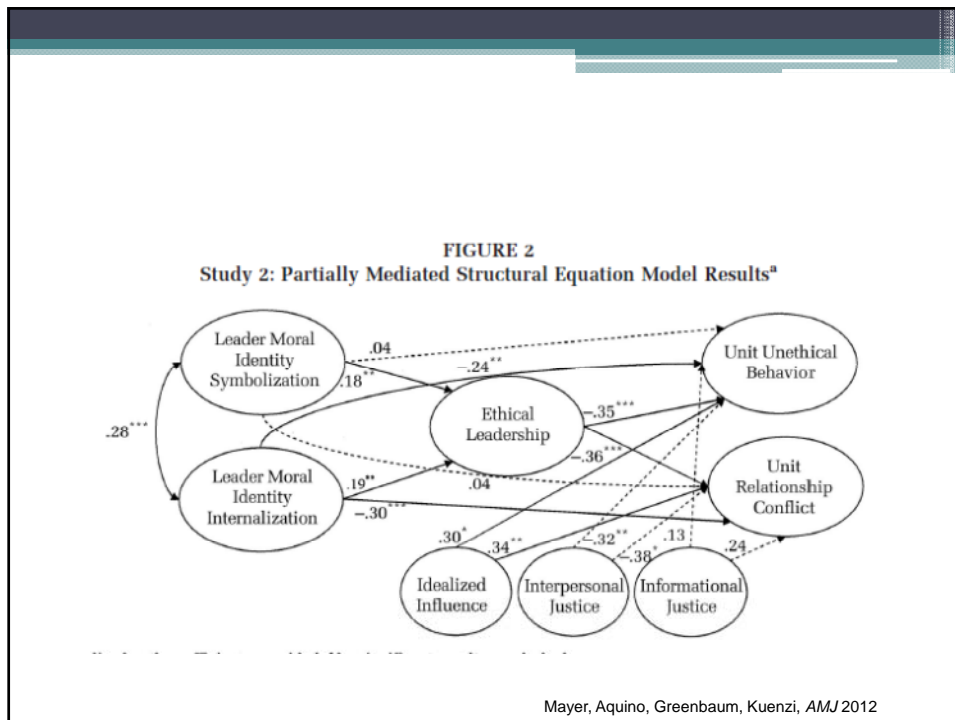 FIGURE 2
Study 2: Partially Mediated Structural Equation Model Resultsª
Leader Moral
Identity
Symbolization
.04
-.24**
.18**
Unit Unethical
Behavior
Ethical
Leadership
-.35***
.28***
-.36***
Leader Moral
Identity
Internalization
.19**
.04
-.30***
Unit
Relationship
Conflict
.30*
.34**
-.32**
-.38*
.13
.24
Idealized
Influence
Interpersonal
Justice
Informational
Justice
Mayer, Aquino, Greenbaum, Kuenzi, AMJ 2012